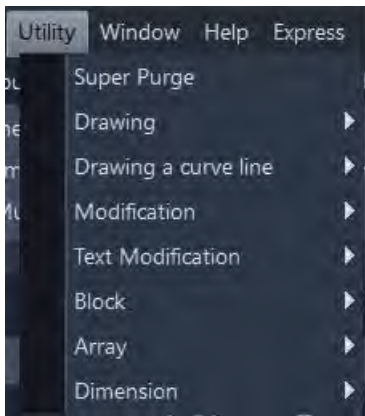 Utility Window Help Express
Super Purge
Drawing
Drawing a curve line
Modification
Text Modification
Block
Array
Dimension